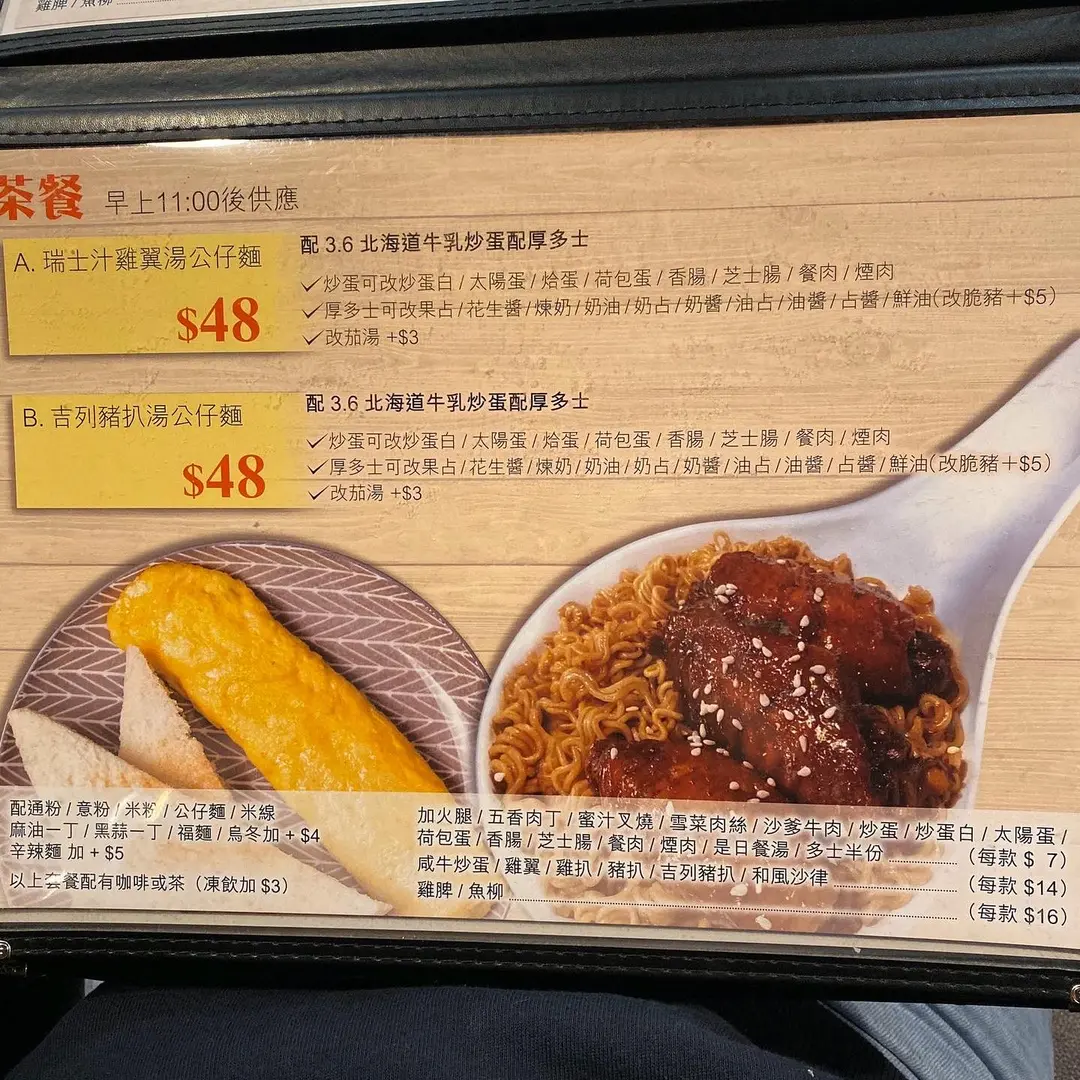 雞脾 / 魚柳
茶餐 早上11:00後供應
A. 瑞士汁雞翼湯公仔麵
$48
配 3.6 北海道牛乳炒蛋配厚多士
✓炒蛋可改炒蛋白 / 太陽蛋 / 烚蛋 / 荷包蛋 / 香腸 / 芝士腸 / 餐肉 / 煙肉
✓厚多士可改果占 / 花生醬 / 煉奶 / 奶油 / 奶占 / 奶醬 / 油占 / 油醬 / 占醬 / 鮮油(改脆豬＋$5)
✓改茄湯 +$3
B. 吉列豬扒湯公仔麵
$48
配 3.6 北海道牛乳炒蛋配厚多士
✓炒蛋可改炒蛋白 / 太陽蛋 / 烚蛋 / 荷包蛋 / 香腸 / 芝士腸 / 餐肉 / 煙肉
✓厚多士可改果占 / 花生醬 / 煉奶 / 奶油 / 奶占 / 奶醬 / 油占 / 油醬 / 占醬 / 鮮油(改脆豬＋$5)
✓改茄湯 +$3
配通粉 / 意粉 / 米粉 / 公仔麵 / 米線
麻油一丁 / 黑蒜一丁 / 福麵 / 烏冬加 + $4
辛辣麵 加 + $5
以上套餐配有咖啡或茶（凍飲加 $3）
加火腿 / 五香肉丁 / 蜜汁叉燒 / 雪菜肉絲 / 沙爹牛肉 / 炒蛋 / 炒蛋白 / 太陽蛋 /
荷包蛋 / 香腸 / 芝士腸 / 餐肉 / 煙肉 / 是日餐湯 / 多士半份 （每款 $ 7）
咸牛炒蛋 / 雞翼 / 雞扒 / 豬扒 / 吉列豬扒 / 和風沙律 （每款 $14）
雞脾 / 魚柳 （每款 $16）